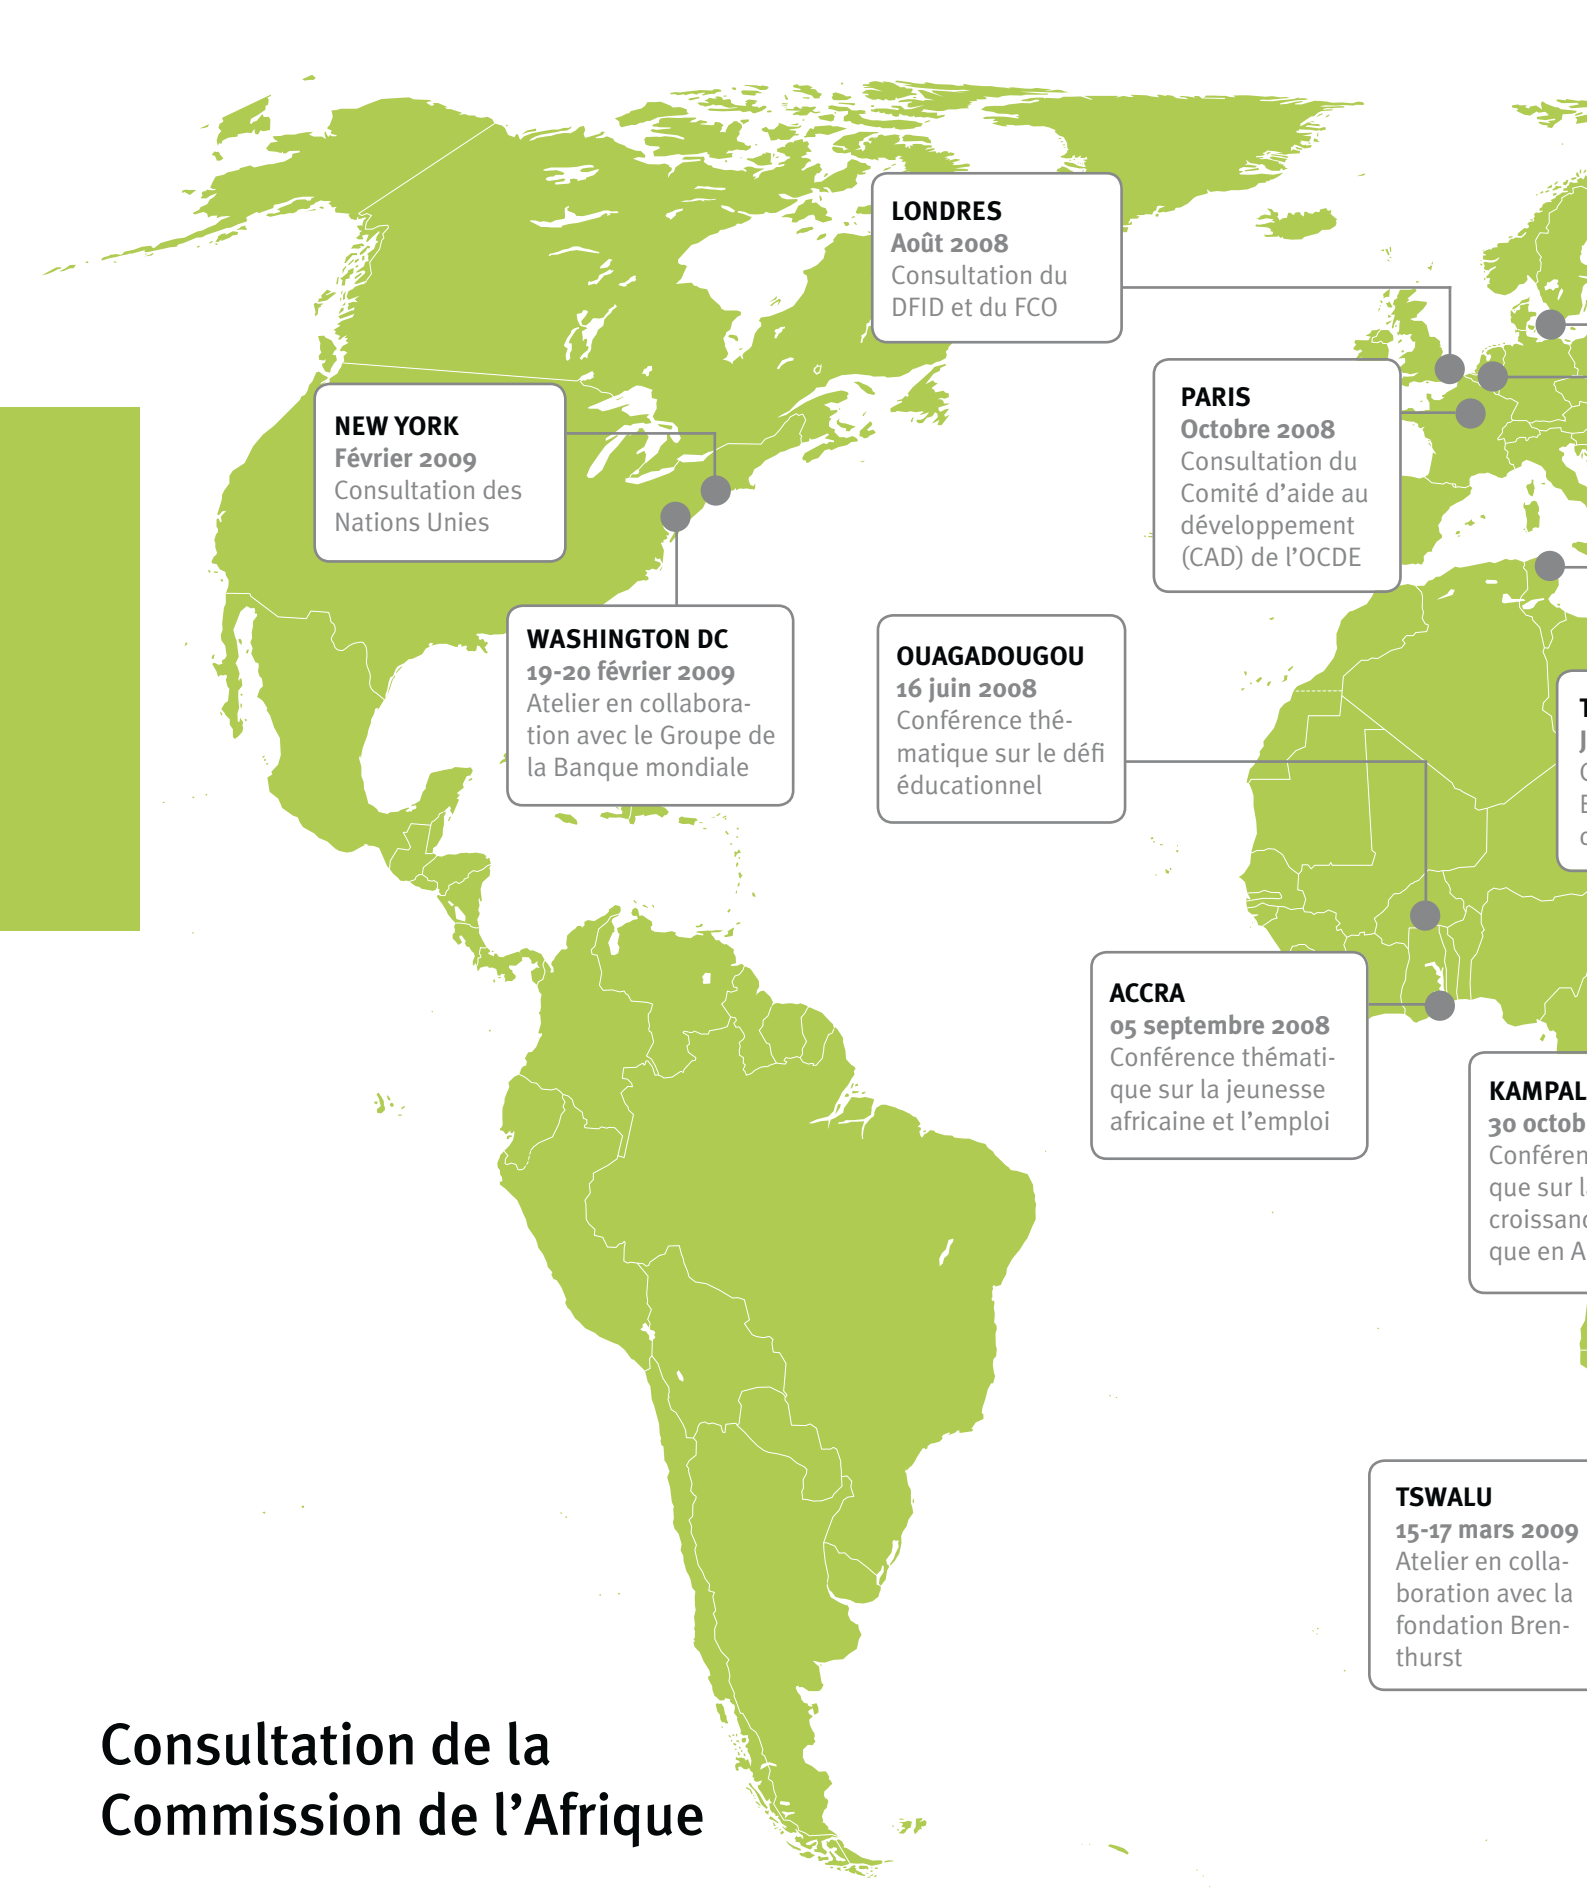 LONDRES
Août 2008
Consultation du
DFID et du FCO
PARIS
Octobre 2008
Consultation du
Comité d’aide au
développement
(CAD) de l’OCDE
NEW YORK
Février 2009
Consultation des
Nations Unies
WASHINGTON DC
19-20 février 2009
Atelier en collabora-
tion avec le Groupe de
la Banque mondiale
OUAGADOUGOU
16 juin 2008
Conférence thé-
matique sur le défi
éducationnel
ACCRA
05 septembre 2008
Conférence thémati-
que sur la jeunesse
africaine et l’emploi
KAMPAL
30 octob
Conféren
que sur l
croissanc
que en A
TSWALU
15-17 mars 2009
Atelier en colla-
boration avec la
fondation Bren-
thurst
Consultation de la
Commission de l’Afrique